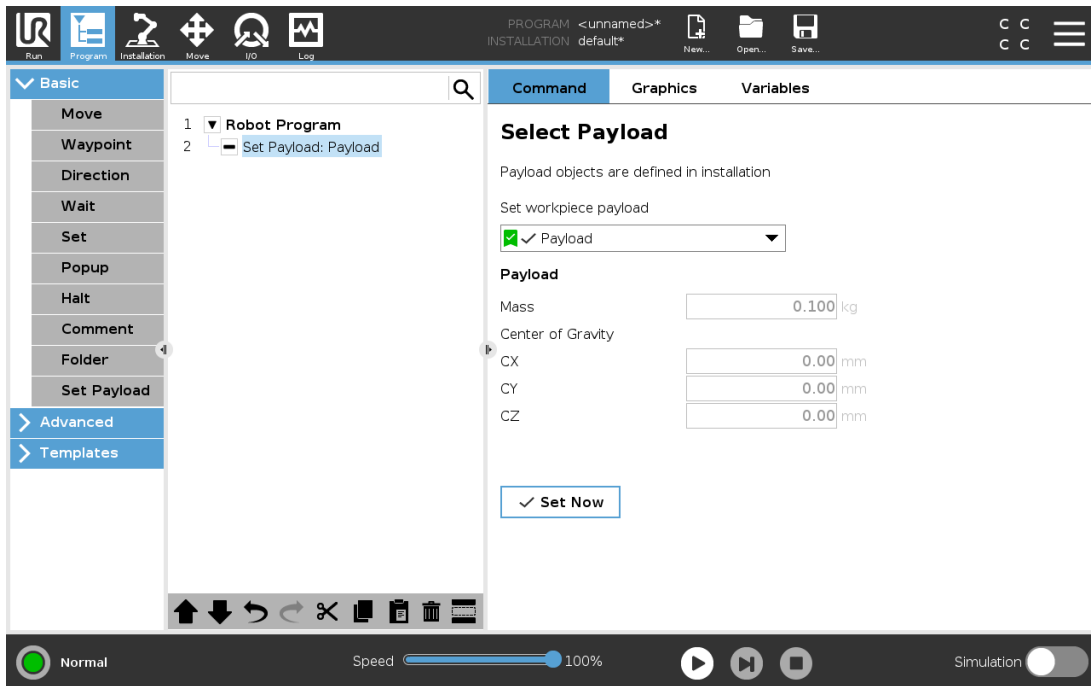 PROGRAM <unnamed>*
INSTALLATION default*
Run
Program
Installation
Move
I/O
Log
New...
Open...
Save...
C C
C C
Basic
Move
Waypoint
Direction
Wait
Set
Popup
Halt
Comment
Folder
Set Payload
Advanced
Templates
1 Robot Program
2 Set Payload: Payload
Command Graphics Variables
Select Payload
Payload objects are defined in installation
Set workpiece payload
Payload
Payload
Mass 0.100 kg
Center of Gravity
CX 0.00 mm
CY 0.00 mm
CZ 0.00 mm
Set Now
Normal
Speed 100%
Simulation